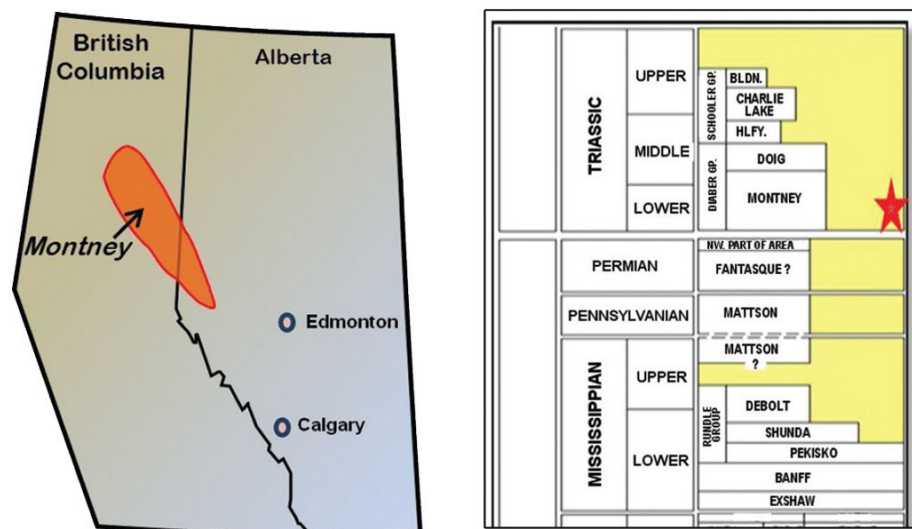 British
Columbia
Alberta
Montney
Edmonton
Calgary
TRIASSIC
UPPER
MIDDLE
LOWER
SCHOOLER GP.
DIABER GP.
BLDN.
CHARLIE
LAKE
HLFY.
DOIG
MONTNEY
PERMIAN
NW. PART OF AREA
FANTASQUE ?
PENNSYLVANIAN
MATTSON
MISSISSIPPIAN
UPPER
LOWER
MATTSON
?
RUNDLE
GROUP
DEBOLT
SHUNDA
PEKISKO
BANFF
EXSHAW